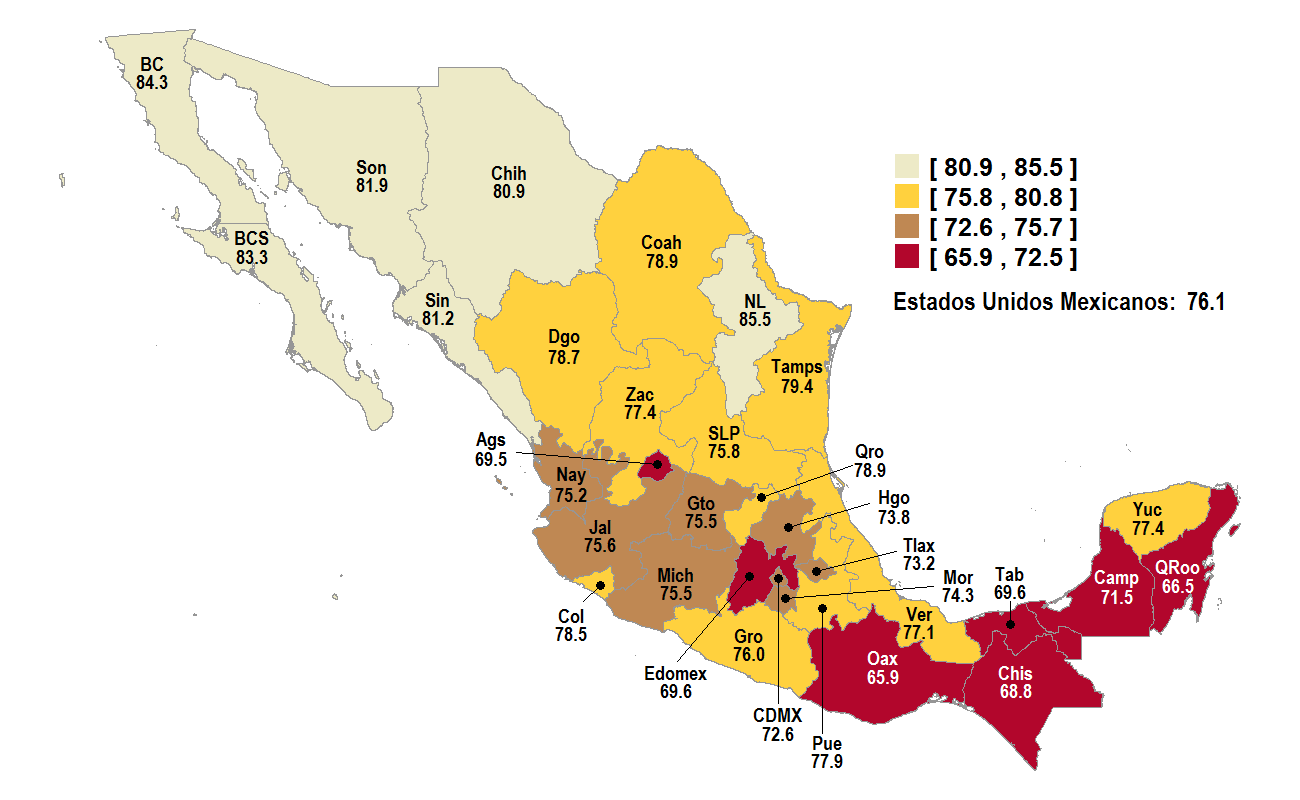 BC
84.3
Son
81.9
Chih
80.9
[ 80.9 , 85.5 ]
[ 75.8 , 80.8 ]
[ 72.6 , 75.7 ]
[ 65.9 , 72.5 ]
Estados Unidos Mexicanos: 76.1
BCS
83.3
Coah
78.9
Sin
81.2
NL
85.5
Dgo
78.7
Tamps
79.4
Zac
77.4
SLP
75.8
Ags
69.5
Qro
78.9
Nay
75.2
Gto
75.5
Hgo
73.8
Yuc
77.4
Jal
75.6
Tlax
73.2
Mich
75.5
Mor
74.3
Tab
69.6
Camp
71.5
QRoo
66.5
Col
78.5
Ver
77.1
Gro
76.0
Edomex
69.6
Oax
65.9
Chis
68.8
CDMX
72.6
Pue
77.9